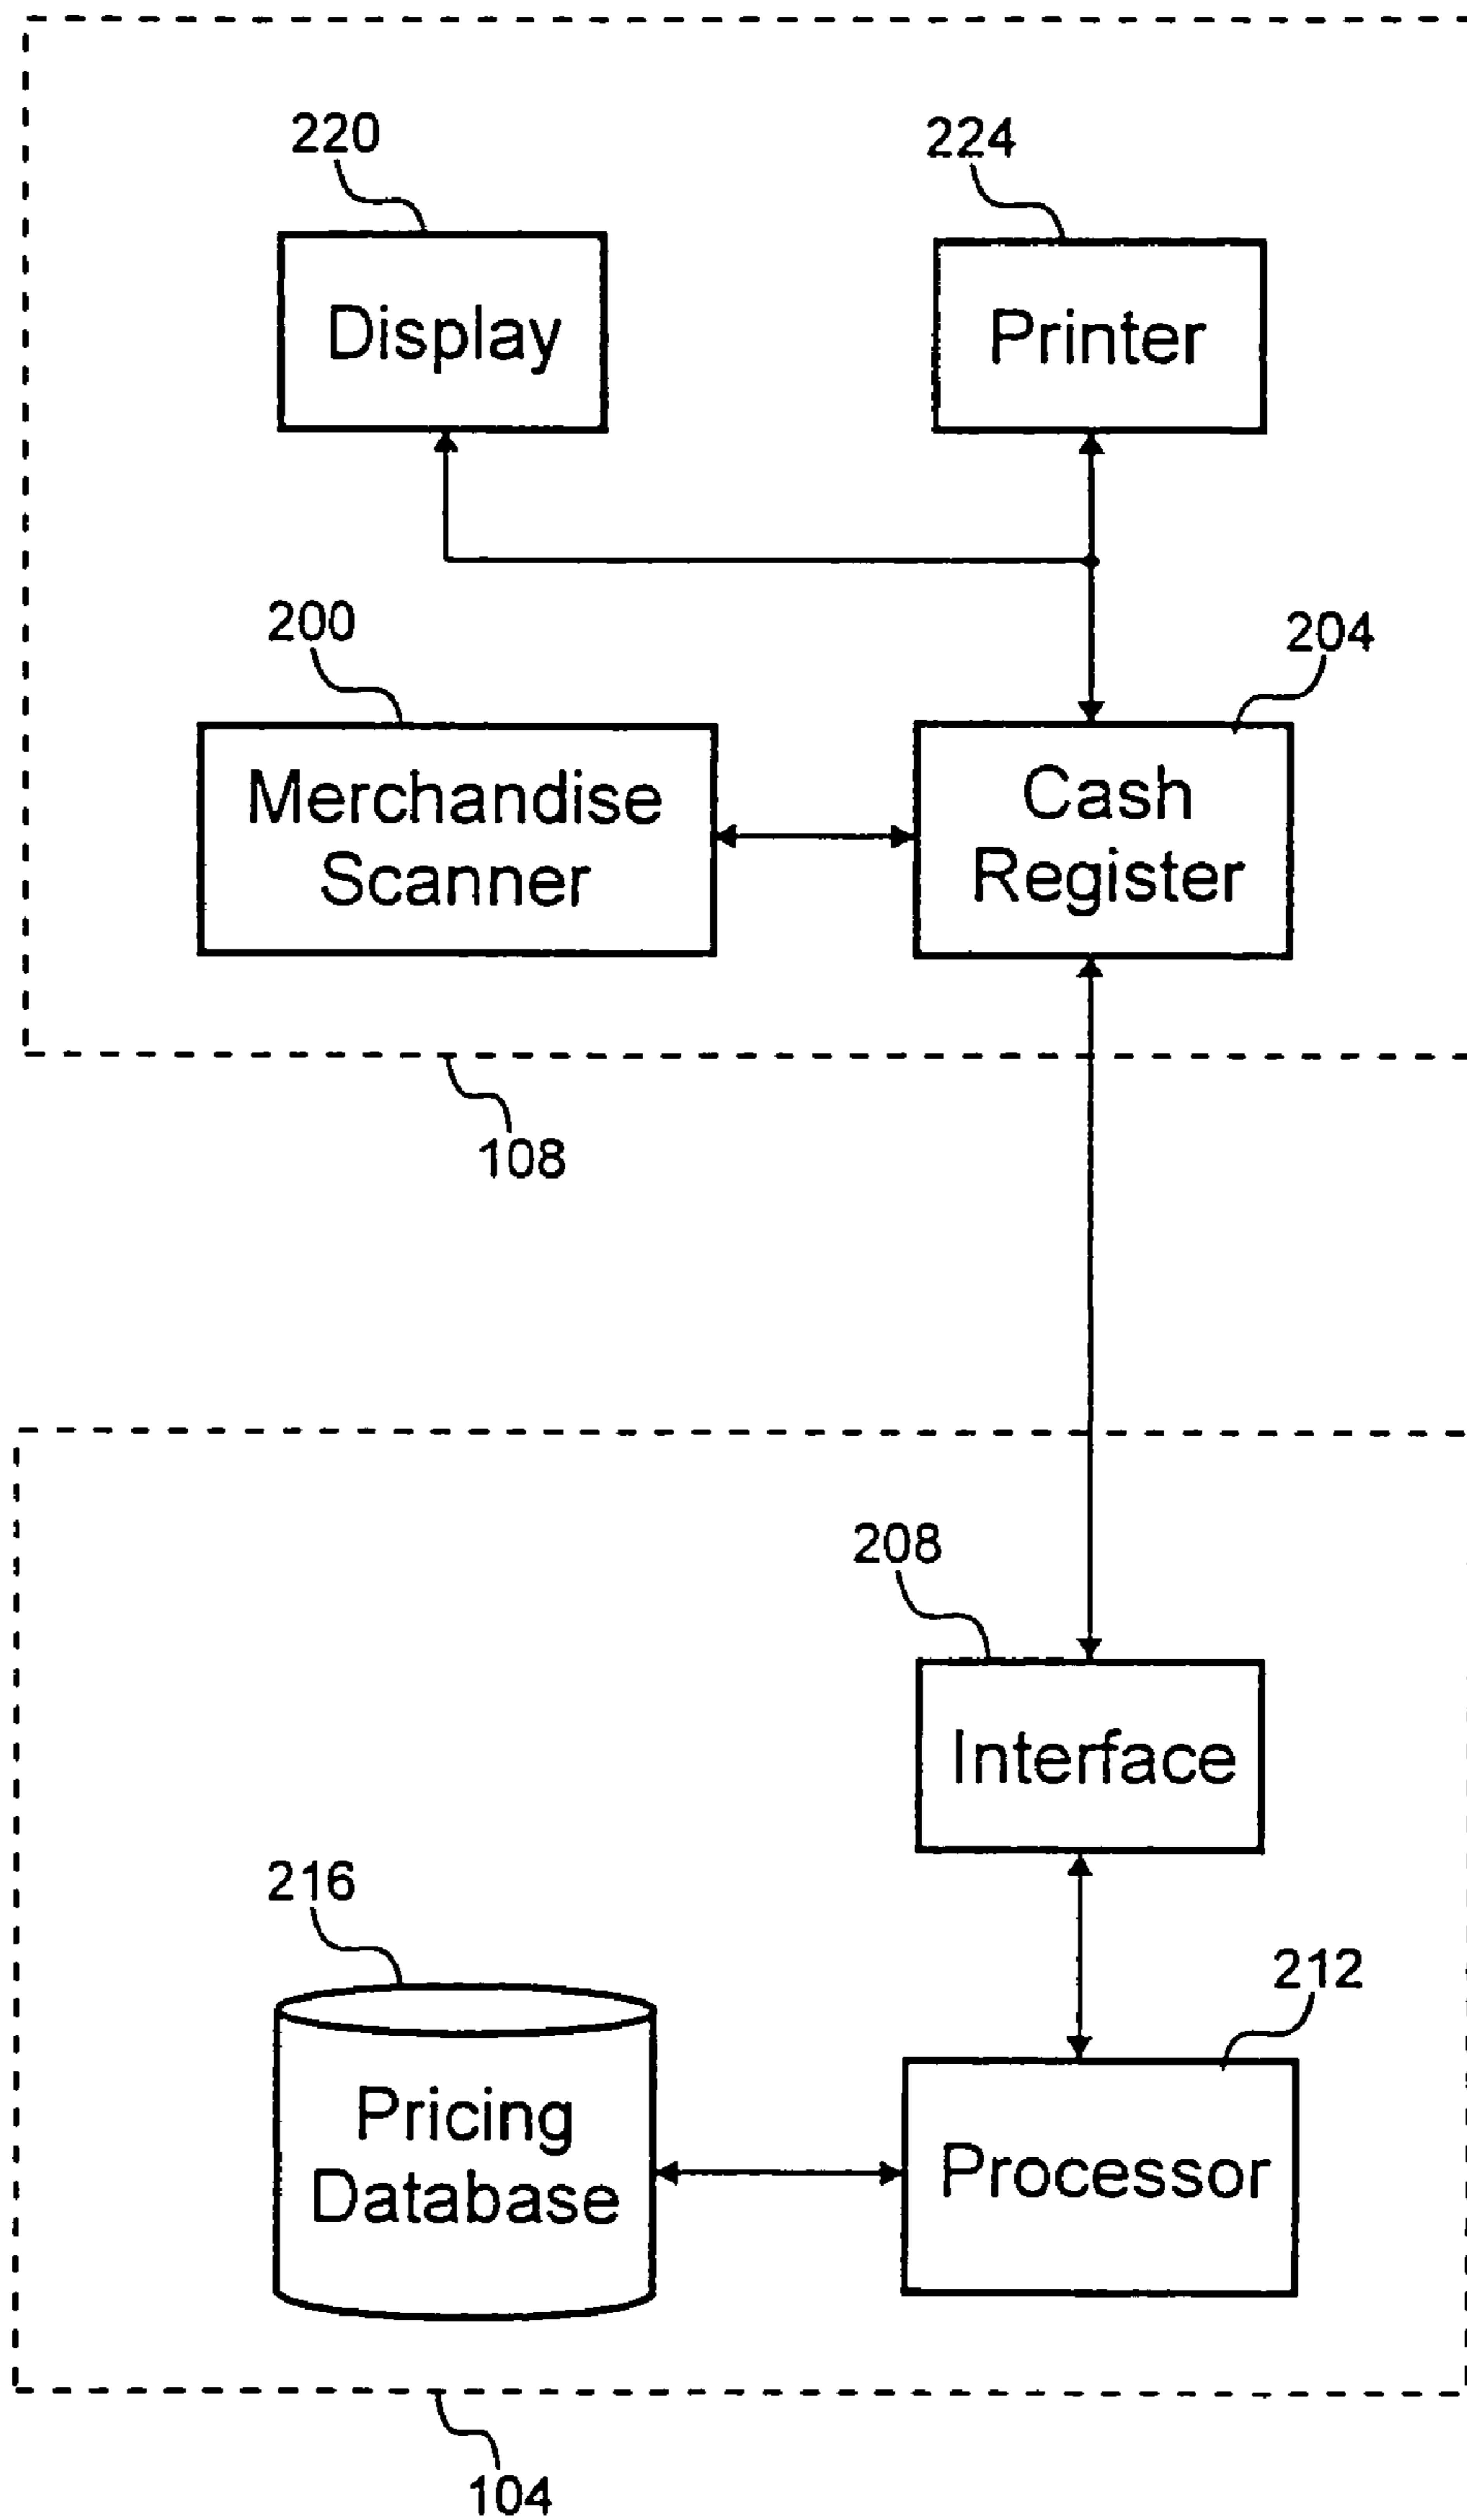 220
224
Display
Printer
200
204
Merchandise
Scanner
Cash
Register
108
208
Interface
216
212
Pricing
Database
Processor
104